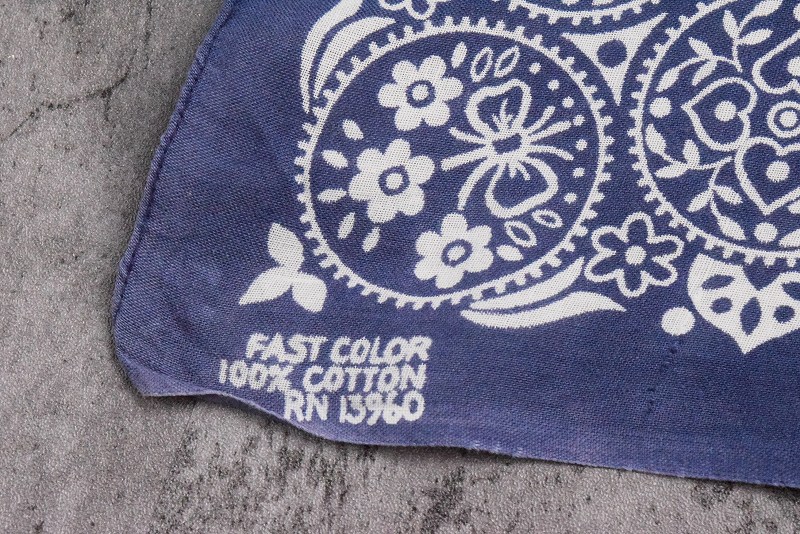 FAST COLOR
100% COTTON
RN 13960